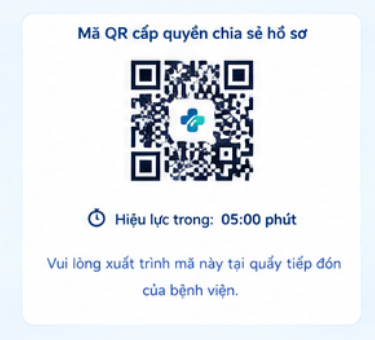 Mã QR cấp quyền chia sẻ hồ sơ
Hiệu lực trong: 05:00 phút
Vui lòng xuất trình mã này tại quầy tiếp đón
của bệnh viện.